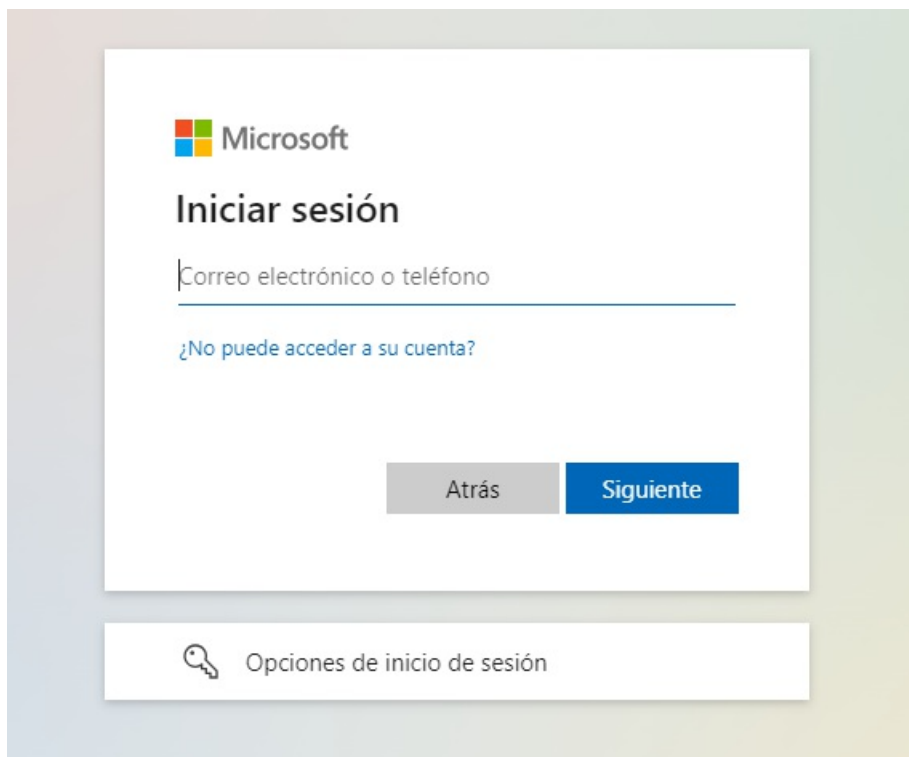 Microsoft
Iniciar sesión
Correo electrónico o teléfono
¿No puede acceder a su cuenta?
Atrás Siguiente
Opciones de inicio de sesión